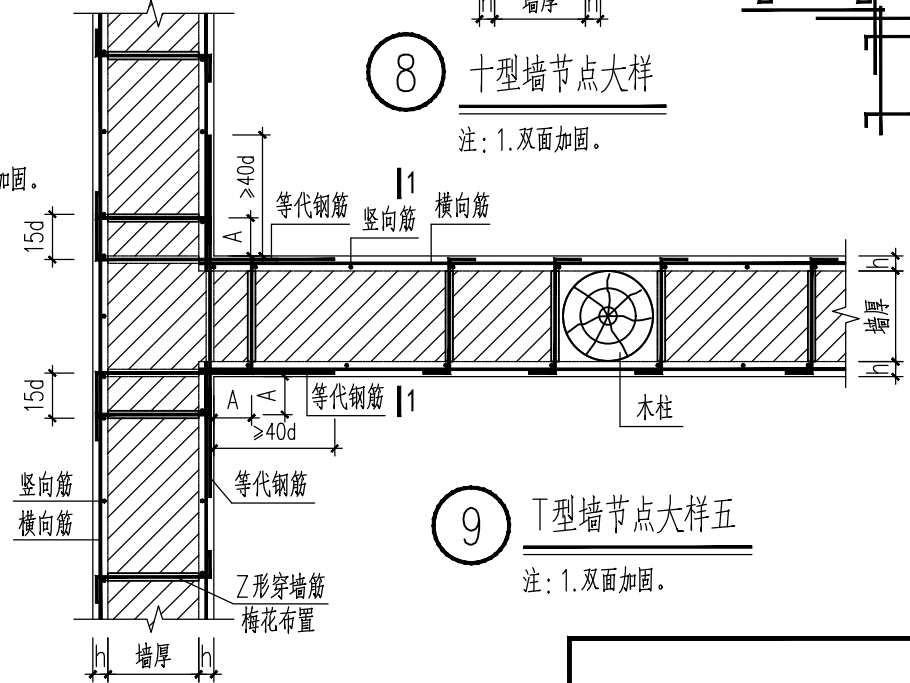 h 墙厚 h
8 十型墙节点大样
注：1.双面加固。
加固。
≥40d
1
15d
A
等代钢筋
竖向筋
横向筋
h
墙厚
h
15d
A
A
等代钢筋
1
≥40d
木柱
竖向筋
横向筋
等代钢筋
9 T型墙节点大样五
注：1.双面加固。
Z形穿墙筋
梅花布置
h 墙厚 h